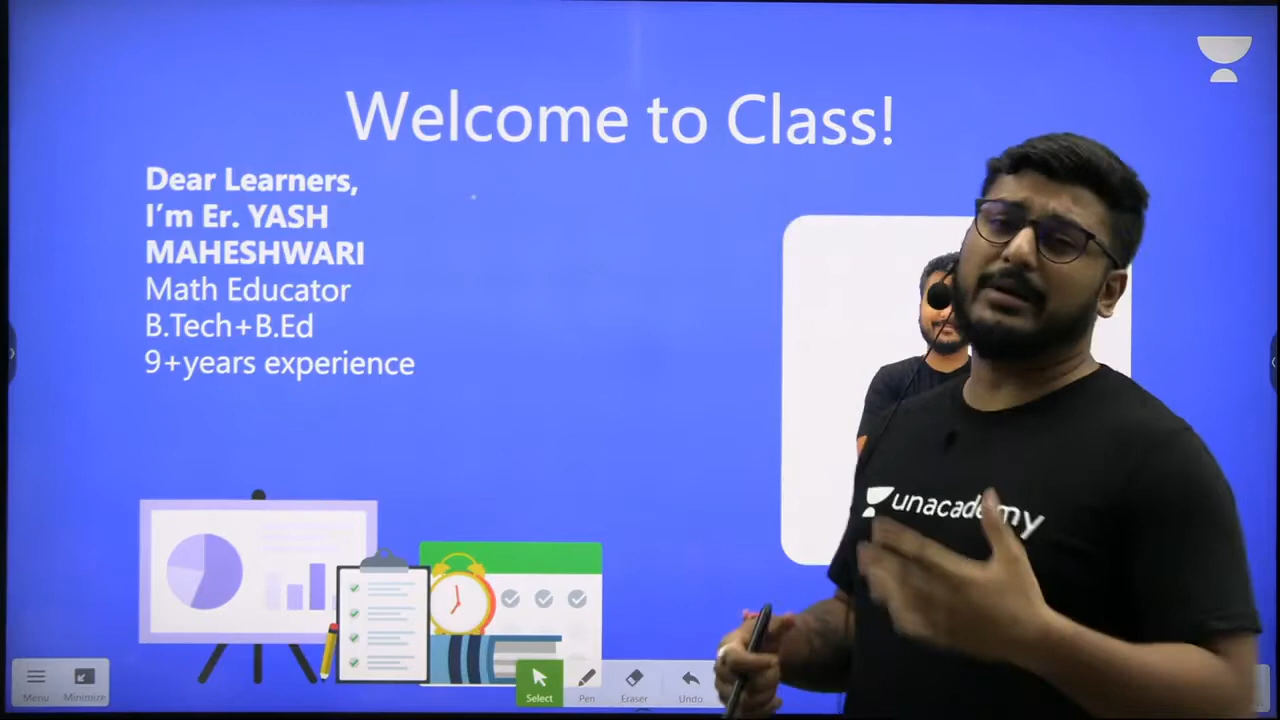 Welcome to Class!
Dear Learners,
I'm Er. YASH
MAHESHWARI
Math Educator
B.Tech+B.Ed
9+years experience
unacademy
Menu
Minimize
Select
Pen
Eraser
Undo